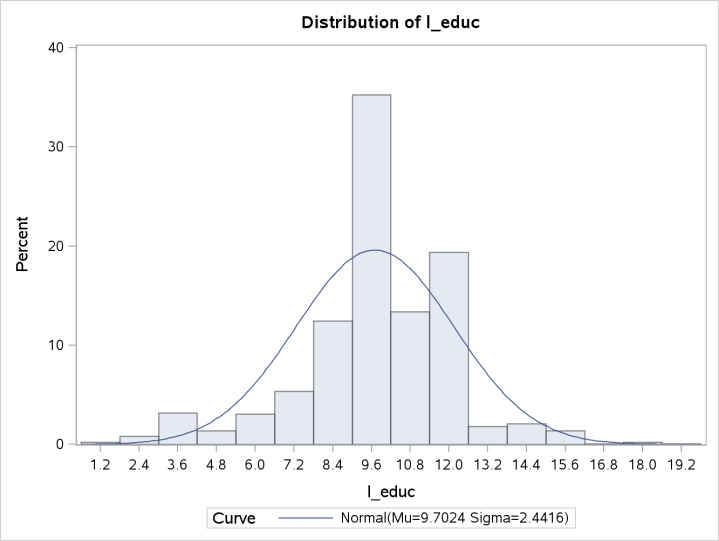 Distribution of l_educ
40
30
20
10
0
Percent
1.2 2.4 3.6 4.8 6.0 7.2 8.4 9.6 10.8 12.0 13.2 14.4 15.6 16.8 18.0 19.2
l_educ
Curve Normal(Mu=9.7024 Sigma=2.4416)